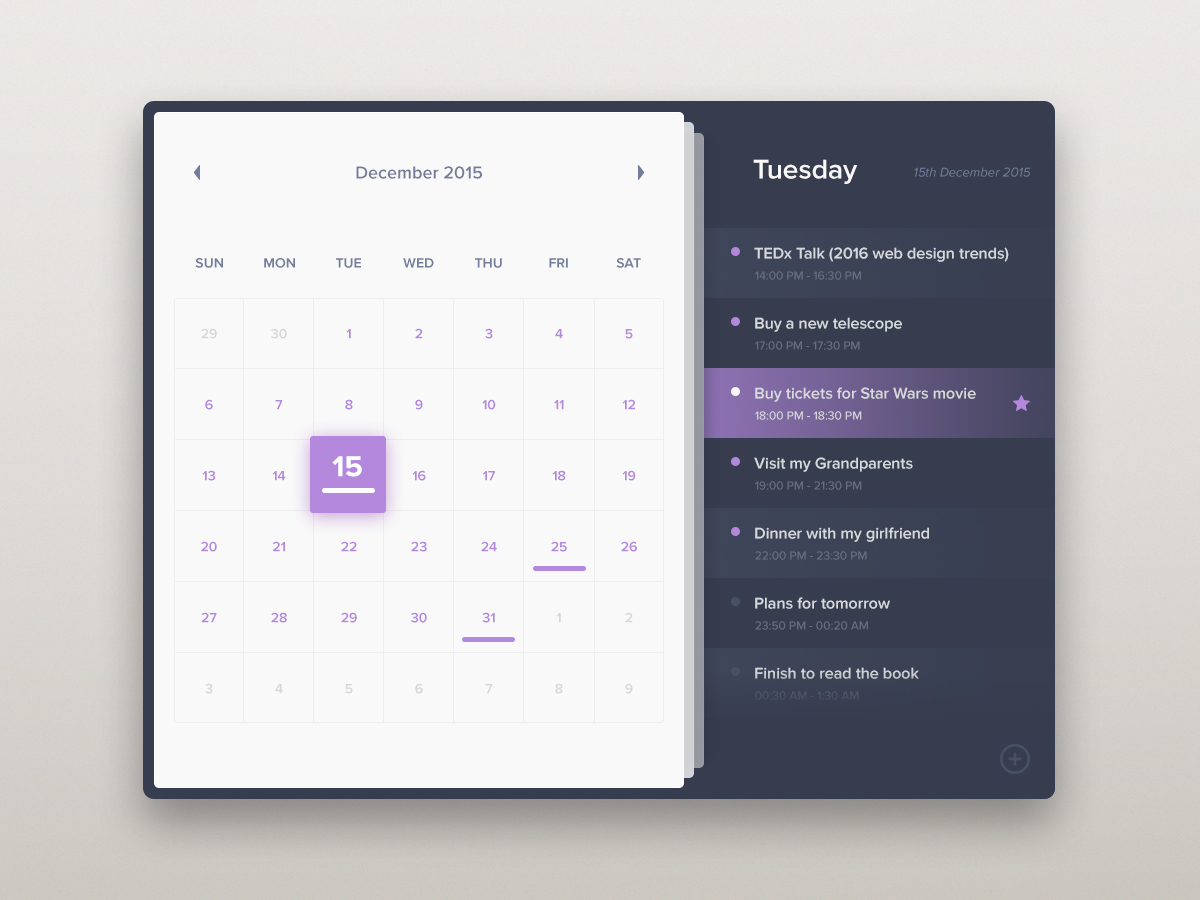 December 2015
SUN MON TUE WED THU FRI SAT
29 30 1 2 3 4 5
6 7 8 9 10 11 12
13 14 15 16 17 18 19
20 21 22 23 24 25 26
27 28 29 30 31 1 2
3 4 5 6 7 8 9
Tuesday 15th December 2015
TEDx Talk (2016 web design trends)
14:00 PM - 16:30 PM
Buy a new telescope
17:00 PM - 17:30 PM
Buy tickets for Star Wars movie
18:00 PM - 18:30 PM
Visit my Grandparents
19:00 PM - 21:30 PM
Dinner with my girlfriend
22:00 PM - 23:30 PM
Plans for tomorrow
23:50 PM - 00:20 AM
Finish to read the book
00:30 AM - 1:30 AM